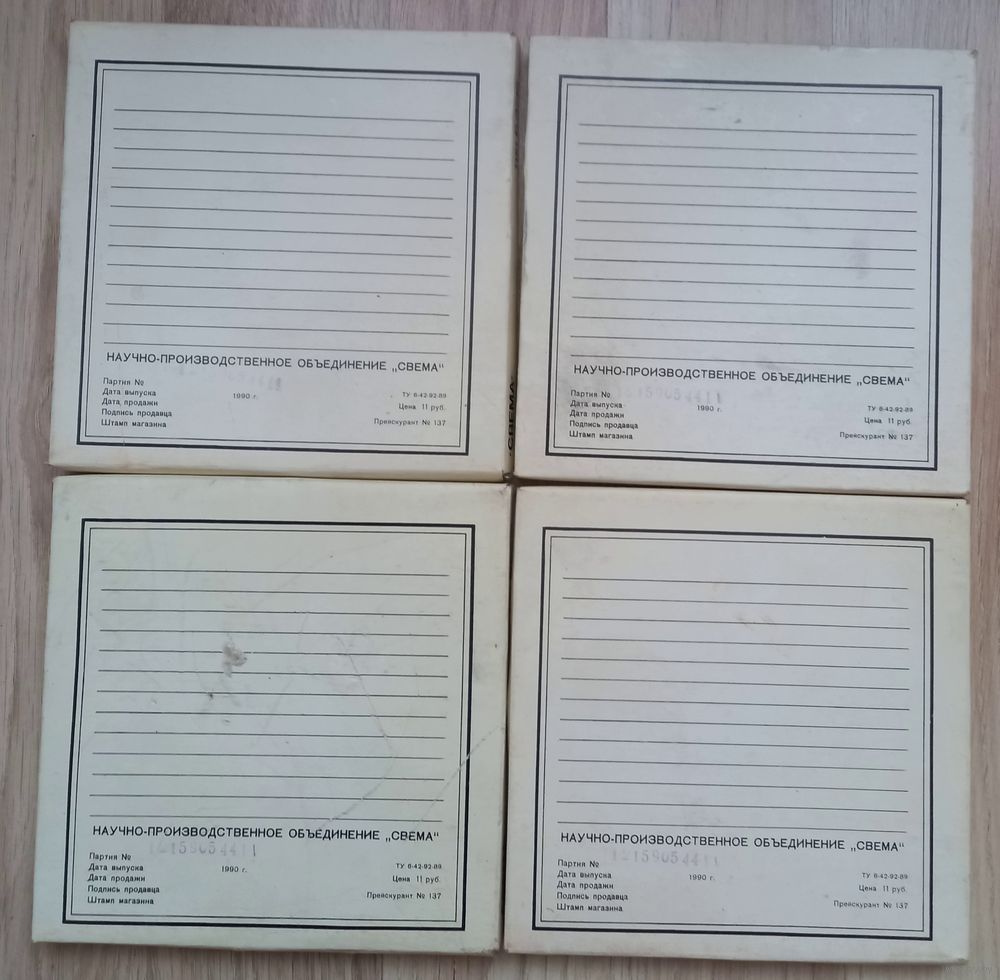 НАУЧНО-ПРОИЗВОДСТВЕННОЕ ОБЪЕДИНЕНИЕ „СВЕМА“
Партия №
Дата выпуска 1990 г. ТУ 6-42-92-89
Дата продажи Цена 11 руб.
Подпись продавца
Штамп магазина Прейскурант № 137
СВЕМА
НАУЧНО-ПРОИЗВОДСТВЕННОЕ ОБЪЕДИНЕНИЕ „СВЕМА“
Партия № 12159054411
Дата выпуска 1990 г. ТУ 6-42-92-89
Дата продажи Цена 11 руб.
Подпись продавца
Штамп магазина Прейскурант № 137
НАУЧНО-ПРОИЗВОДСТВЕННОЕ ОБЪЕДИНЕНИЕ „СВЕМА“
12159054411
Партия №
Дата выпуска 1990 г. ТУ 6-42-92-89
Дата продажи Цена 11 руб.
Подпись продавца
Штамп магазина Прейскурант № 137
НАУЧНО-ПРОИЗВОДСТВЕННОЕ ОБЪЕДИНЕНИЕ „СВЕМА“
12159054411
Партия №
Дата выпуска 1990 г. ТУ 6-42-92-89
Дата продажи Цена 11 руб.
Подпись продавца
Штамп магазина Прейскурант № 137